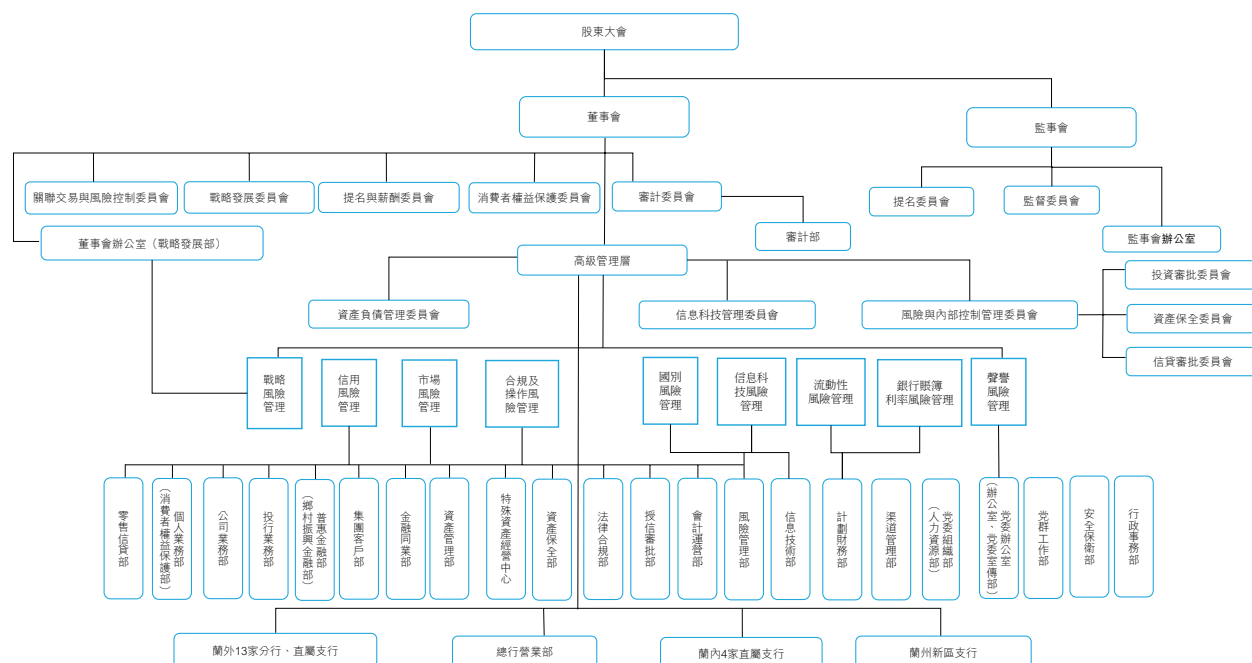 股東大會
董事會
監事會
關聯交易與風險控制委員會
戰略發展委員會
提名與薪酬委員會
消費者權益保護委員會
審計委員會
提名委員會
監督委員會
審計部
監事會辦公室
董事會辦公室（戰略發展部）
高級管理層
投資審批委員會
資產負債管理委員會
信息科技管理委員會
風險與內部控制管理委員會
資產保全委員會
信貸審批委員會
戰略
風險
管理
信用
風險
管理
市場
風險
管理
合規及
操作風
險管理
國別
風險
管理
信息科
技風險
管理
流動性
風險管理
銀行賬簿
利率風險管理
聲譽
風險
管理
零售信貸部
個人業務部
（消費者權益保護部）
公司業務部
投行業務部
普惠金融部
（鄉村振興金融部）
集團客戶部
金融同業部
資產管理部
特殊資產經營中心
資產保全部
法律合規部
授信審批部
會計運營部
風險管理部
信息技術部
計劃財務部
渠道管理部
党委組織部
（人力資源部）
党委辦公室
（辦公室、党委宣傳部）
党群工作部
安全保衛部
行政事務部
蘭外13家分行、直屬支行
總行營業部
蘭內4家直屬支行
蘭州新區支行